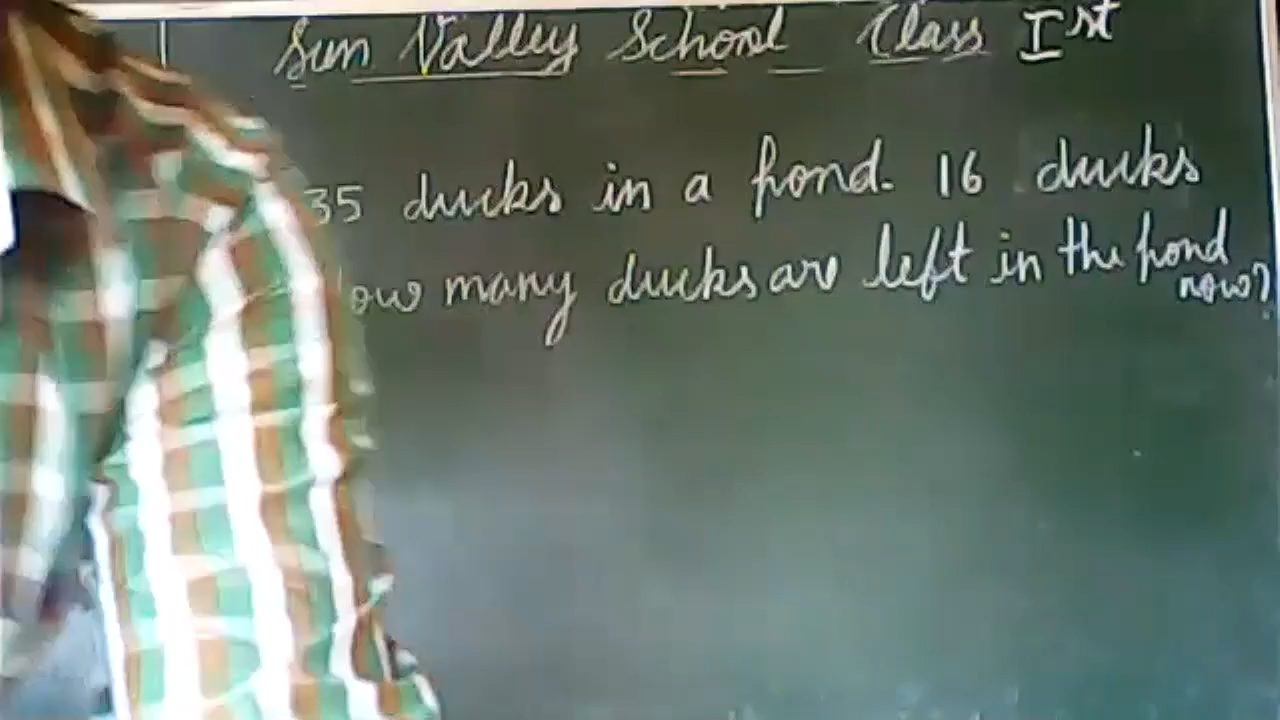 Sun Valley School Class Ist
35 ducks in a pond. 16 ducks
ow many ducks are left in the pond
now?